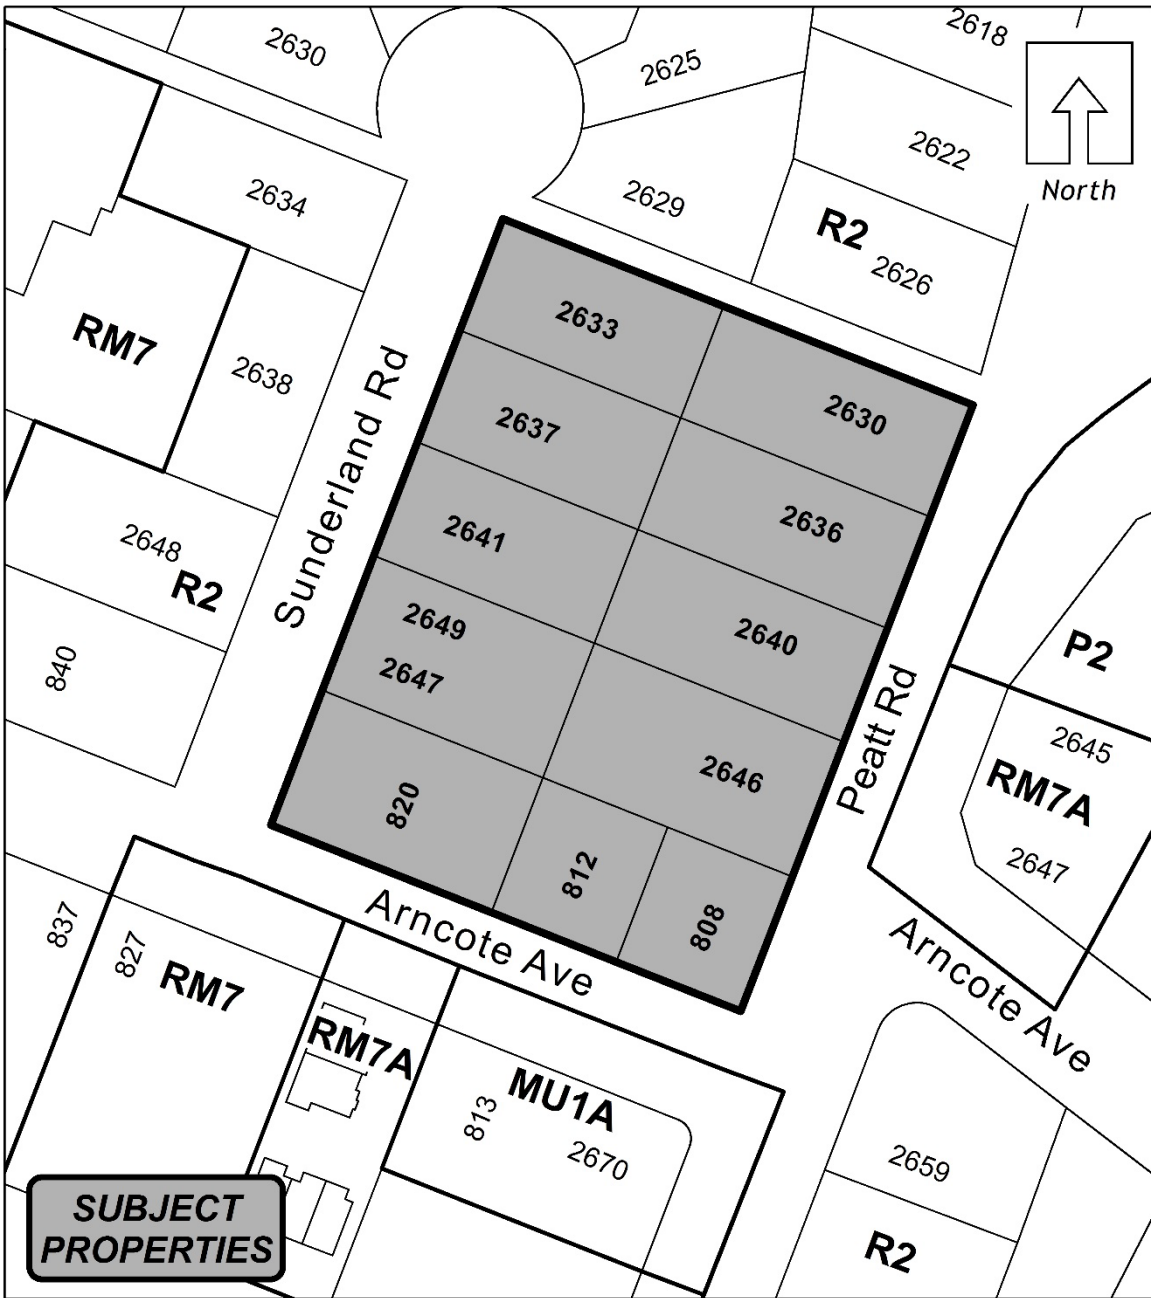 2618
2630
2625
2622
North
2634
2629
R2
2626
RM7
2633
2638
Sunderland Rd
2630
2637
2636
2641
2648
R2
2649
2640
P2
2647
840
Peatt Rd
2645
2646
RM7A
820
2647
812
808
Arncote Ave
837
827
RM7
Arncote Ave
RM7A
MU1A
813
2670
2659
SUBJECT
PROPERTIES
R2